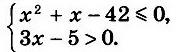 x² + x − 42 ⩽ 0,
3x − 5 > 0.